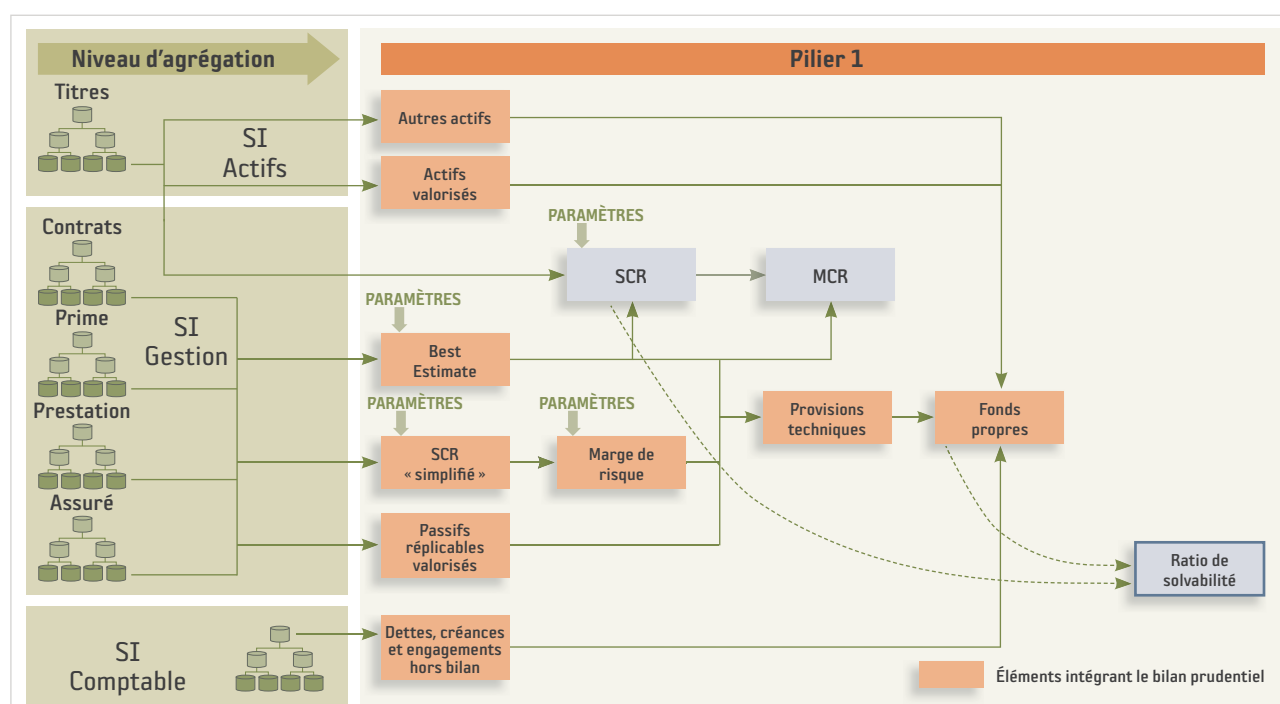 Niveau d'agrégation
Pilier 1
Titres
SI
Actifs
Autres actifs
Actifs
valorisés
Contrats
Prime
SI
Gestion
Prestation
Assuré
PARAMÈTRES
SCR
MCR
PARAMÈTRES
Best
Estimate
PARAMÈTRES
PARAMÈTRES
SCR
« simplifié »
Marge de
risque
Provisions
techniques
Fonds
propres
Passifs
réplicables
valorisés
Ratio de
solvabilité
SI
Comptable
Dettes, créances
et engagements
hors bilan
Éléments intégrant le bilan prudentiel